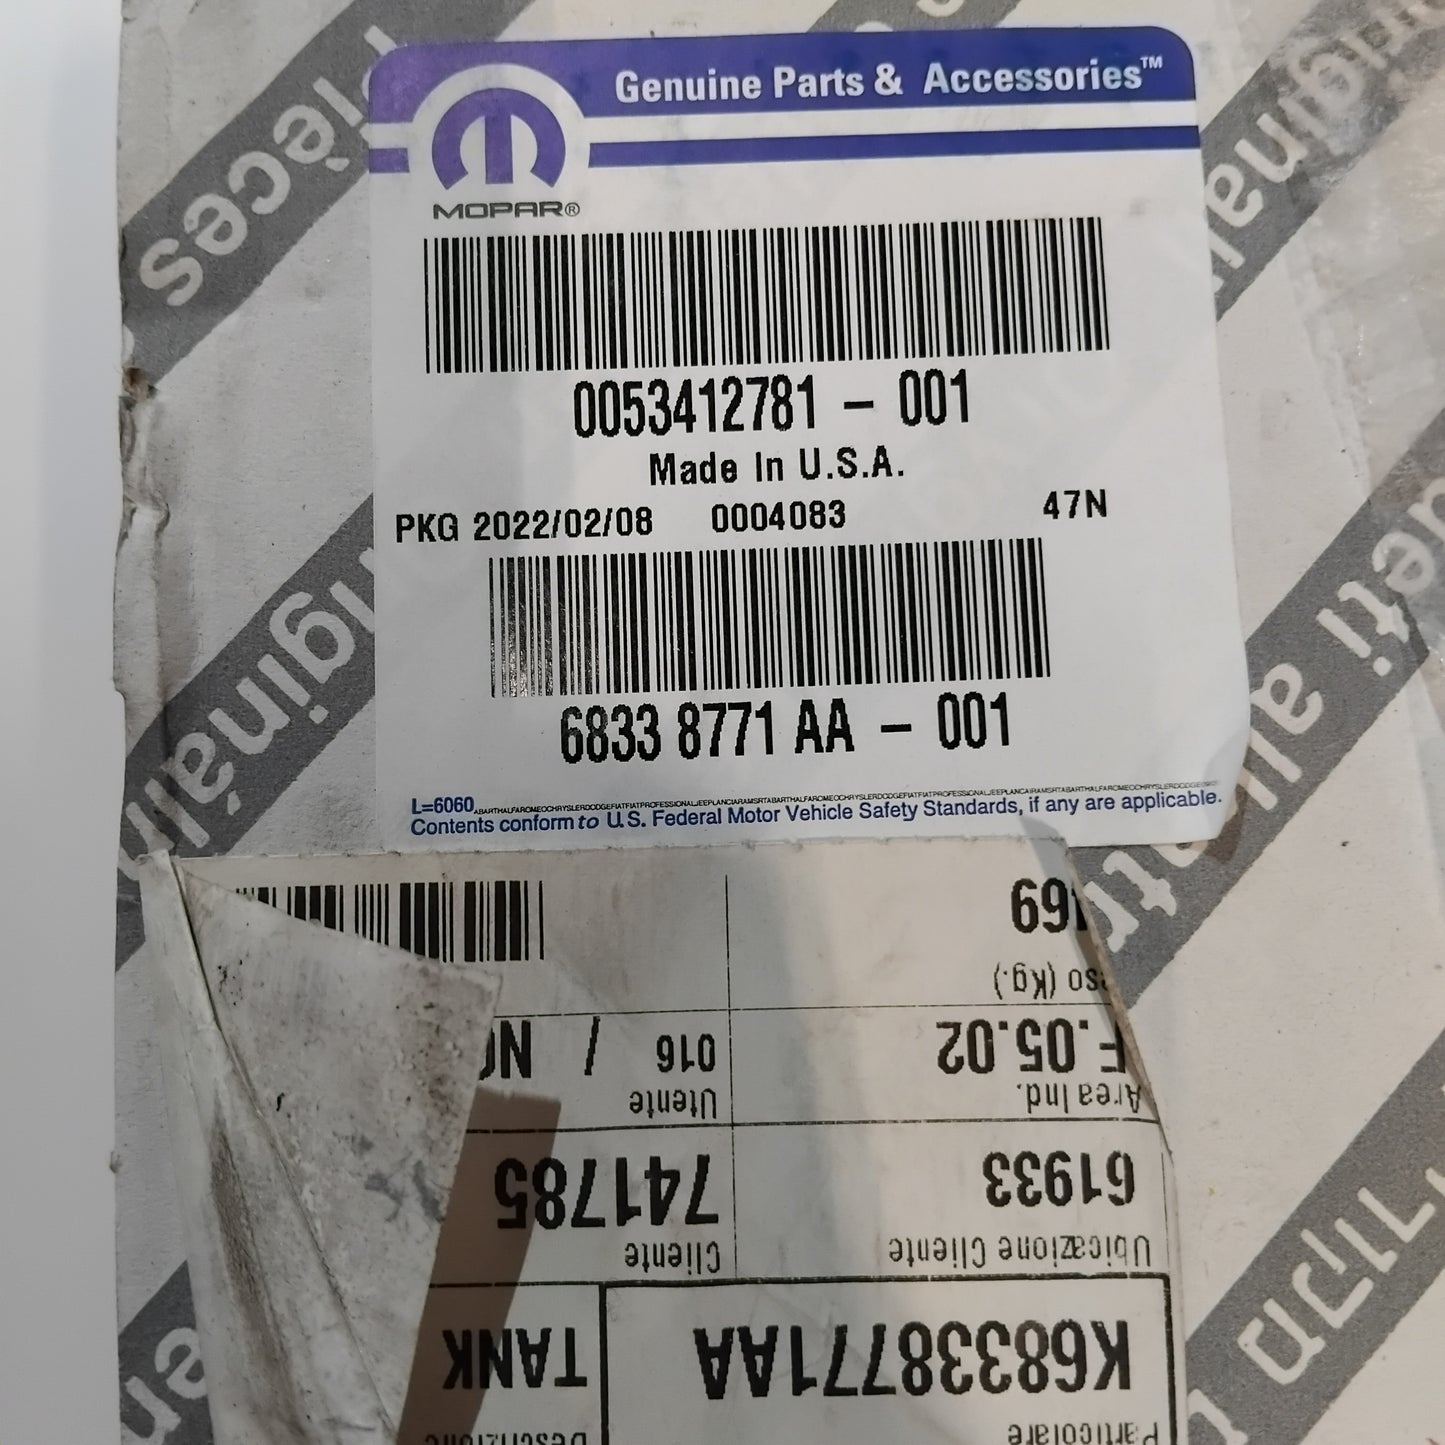 Genuine Parts & Accessories™
MOPAR®
0053412781 - 001
Made In U.S.A.
PKG 2022/02/08 0004083 47N
6833 8771 AA - 001
L=6060
Contents conform to U.S. Federal Motor Vehicle Safety Standards, if any are applicable.
Particolare
K68338771AA
TANK
Ubicazione Cliente Cliente
61933 741785
Area Ind. Utente
F.05.02 016 /
(Kg.)
pièces